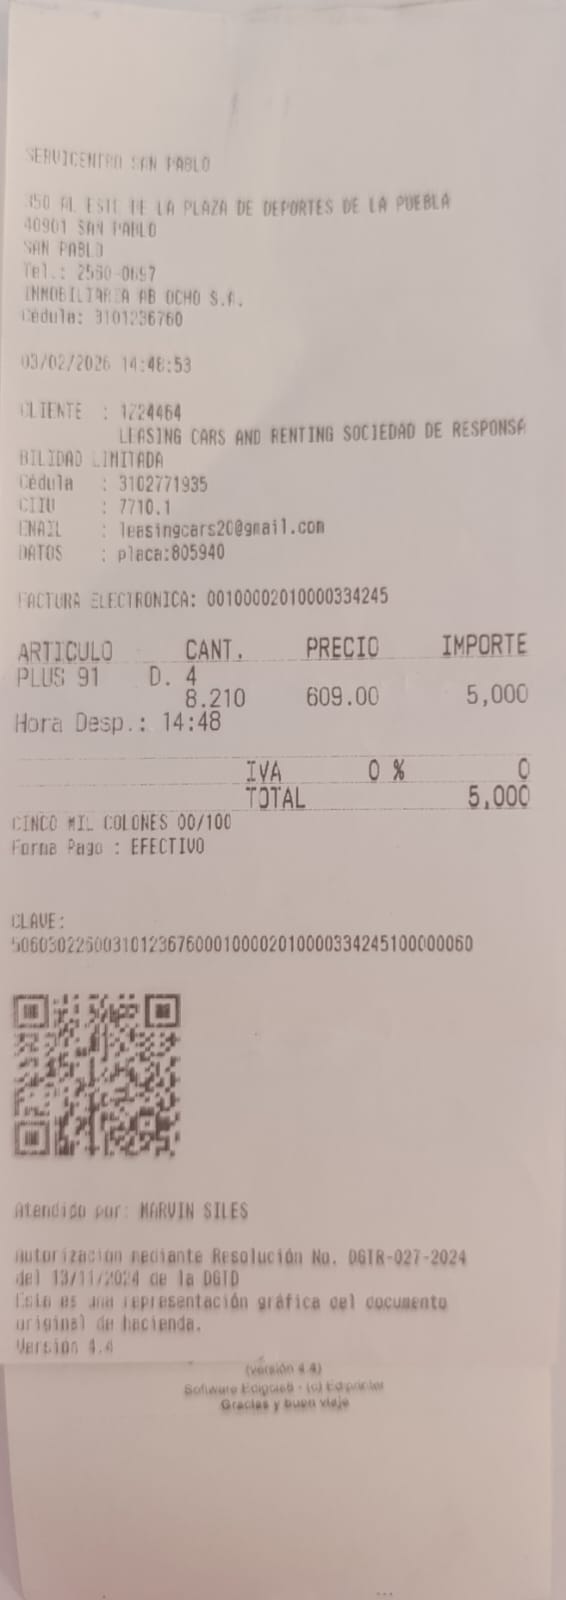 SERVICENTRO SAN PABLO
350 AL ESTE DE LA PLAZA DE DEPORTES DE LA PUEBLA
40901 SAN PABLO
SAN PABLO
Tel.: 2560-0697
INMOBILIARIA AB OCHO S.A.
Cédula: 3101236760
03/02/2026 14:48:53
CLIENTE : 1224464
LEASING CARS AND RENTING SOCIEDAD DE RESPONSA
BILIDAD LIMITADA
Cédula : 3102771935
CIIU : 7710.1
EMAIL : leasingcars20@gmail.com
DATOS : placa:805940
FACTURA ELECTRONICA: 00100002010000334245
ARTICULO CANT. PRECIO IMPORTE
PLUS 91 D. 4
8.210 609.00 5,000
Hora Desp.: 14:48
IVA 0 % 0
TOTAL 5,000
CINCO MIL COLONES 00/100
Forma Pago : EFECTIVO
CLAVE:
50603022600310123676000100002010000334245100000060
Atendido por: MARVIN SILES
Autorizacion mediante Resolución No. DGTR-027-2024
del 13/11/2024 de la DGTD
Esta es una representación gráfica del documento
original de hacienda.
Versión 4.4
(versión 4.4)
Software - (c) EdIprinter
Gracias y buen viaje